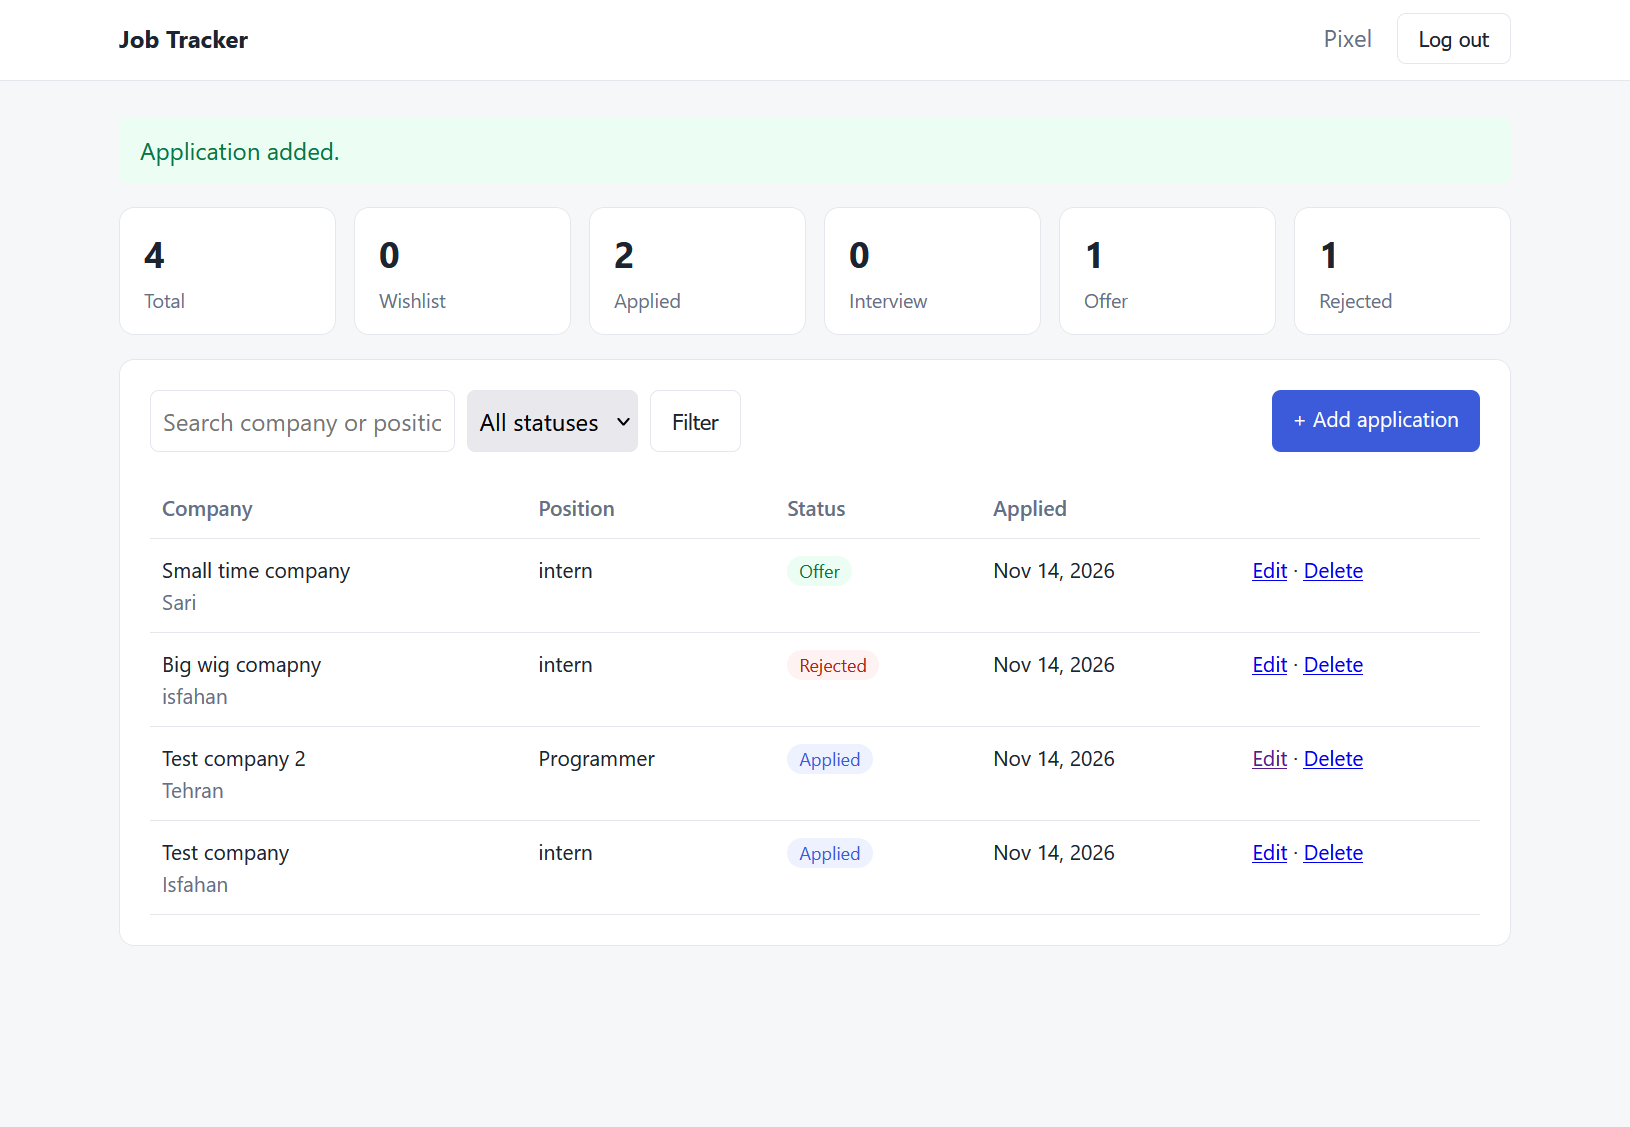 Job Tracker
Pixel
Log out
Application added.
4
Total
0
Wishlist
2
Applied
0
Interview
1
Offer
1
Rejected
Search company or positic
All statuses
Filter
+ Add application
Company Position Status Applied
Small time company intern Offer Nov 14, 2026 Edit · Delete
Sari
Big wig comapny intern Rejected Nov 14, 2026 Edit · Delete
isfahan
Test company 2 Programmer Applied Nov 14, 2026 Edit · Delete
Tehran
Test company intern Applied Nov 14, 2026 Edit · Delete
Isfahan